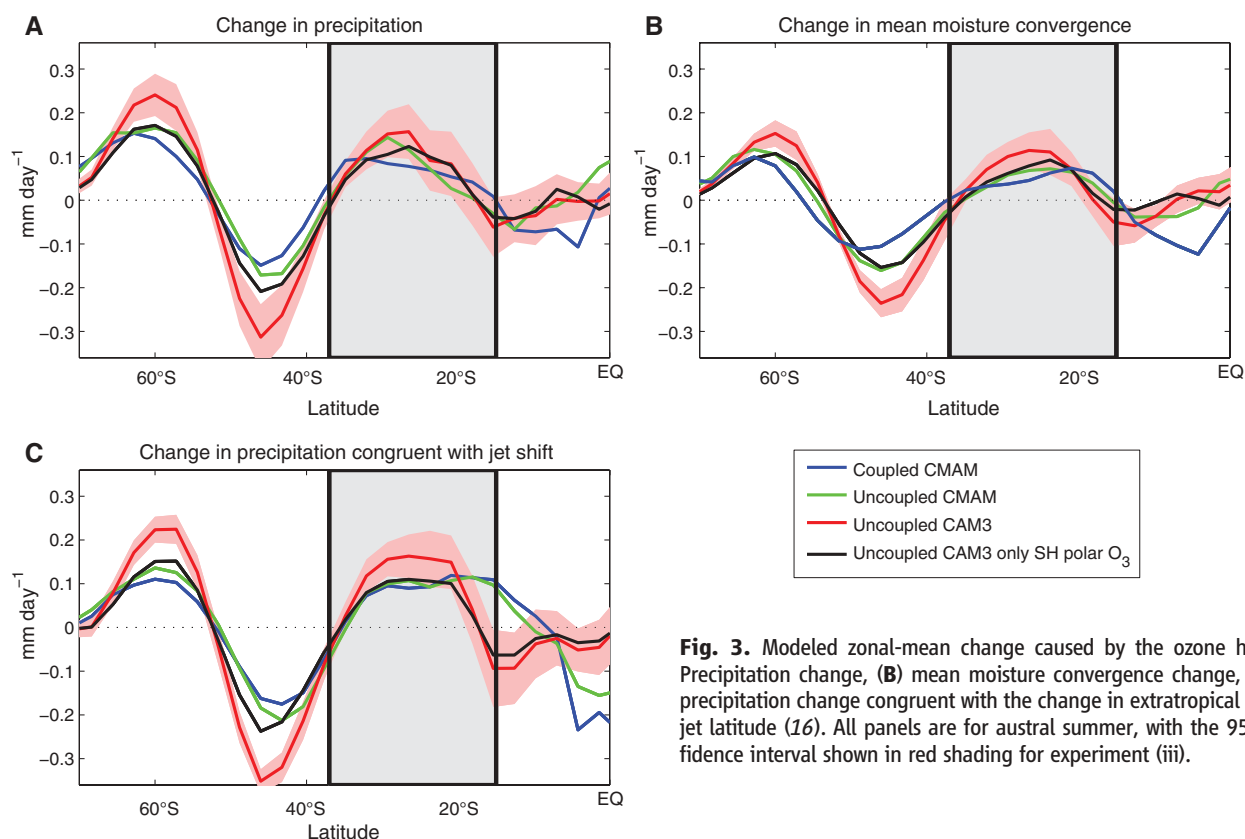 A
Change in precipitation
mm day⁻¹
0.3
0.2
0.1
0
−0.1
−0.2
−0.3
60°S
40°S
20°S
EQ
Latitude
B
Change in mean moisture convergence
mm day⁻¹
0.3
0.2
0.1
0
−0.1
−0.2
−0.3
60°S
40°S
20°S
EQ
Latitude
C
Change in precipitation congruent with jet shift
mm day⁻¹
0.3
0.2
0.1
0
−0.1
−0.2
−0.3
60°S
40°S
20°S
EQ
Latitude
Coupled CMAM
Uncoupled CMAM
Uncoupled CAM3
Uncoupled CAM3 only SH polar O₃
Fig. 3. Modeled zonal-mean change caused by the ozone h
Precipitation change, (B) mean moisture convergence change,
precipitation change congruent with the change in extratropical
jet latitude (16). All panels are for austral summer, with the 95
fidence interval shown in red shading for experiment (iii).